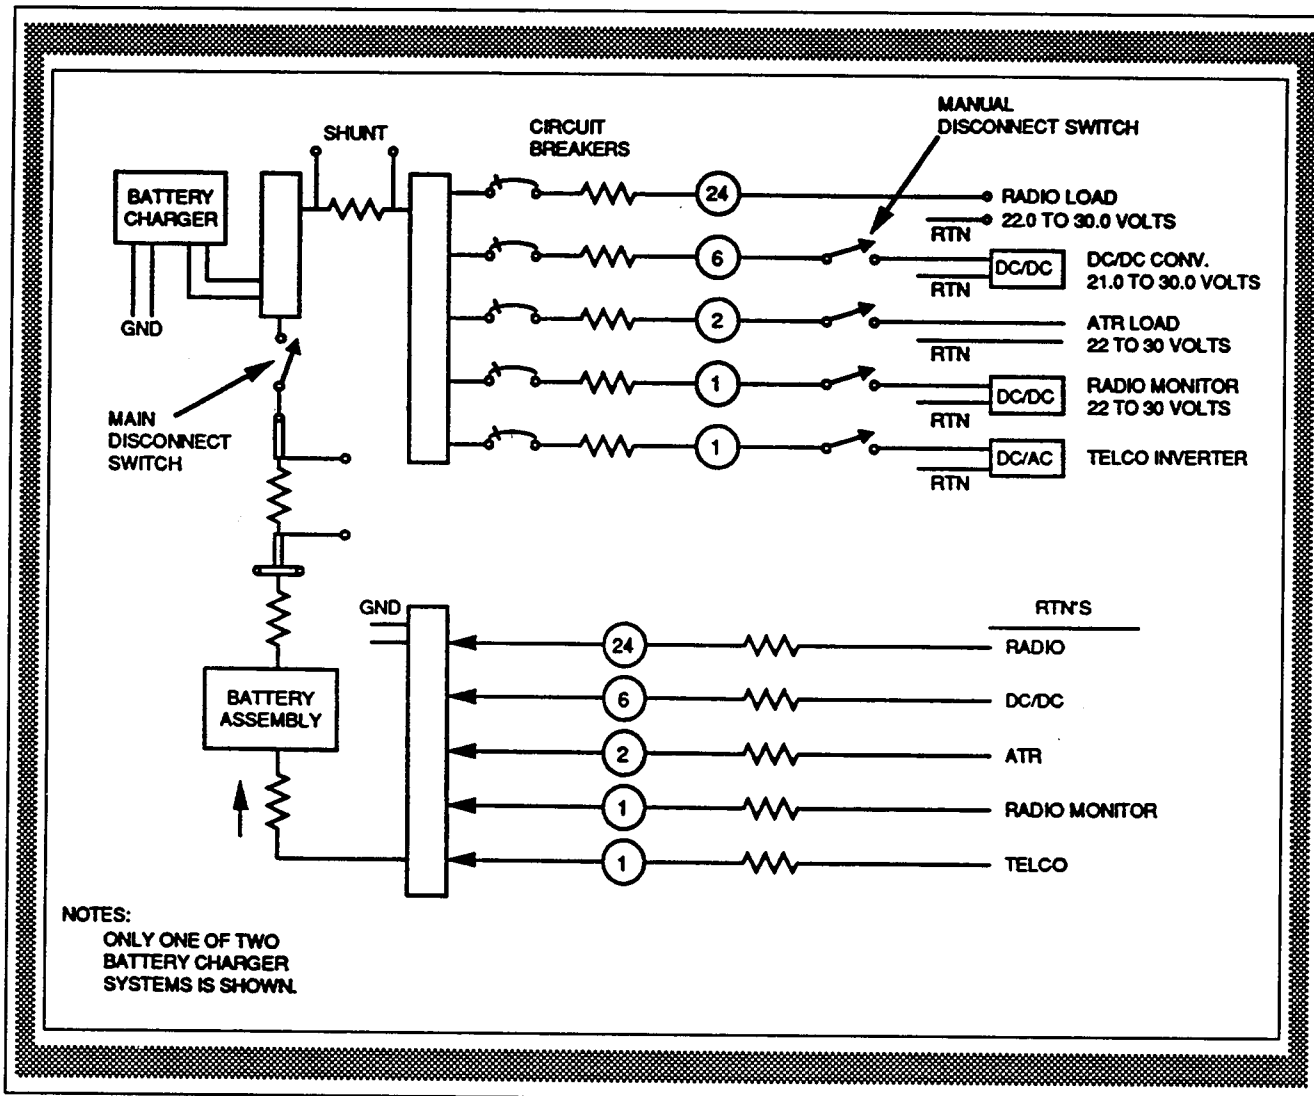 MANUAL
DISCONNECT SWITCH
SHUNT
CIRCUIT
BREAKERS
BATTERY
CHARGER
24
RADIO LOAD
22.0 TO 30.0 VOLTS
RTN
6
DC/DC
DC/DC CONV.
21.0 TO 30.0 VOLTS
RTN
GND
2
ATR LOAD
22 TO 30 VOLTS
RTN
1
DC/DC
RADIO MONITOR
22 TO 30 VOLTS
RTN
MAIN
DISCONNECT
SWITCH
1
DC/AC
TELCO INVERTER
RTN
GND
RTN'S
24
RADIO
BATTERY
ASSEMBLY
6
DC/DC
2
ATR
1
RADIO MONITOR
1
TELCO
NOTES:
ONLY ONE OF TWO
BATTERY CHARGER
SYSTEMS IS SHOWN.